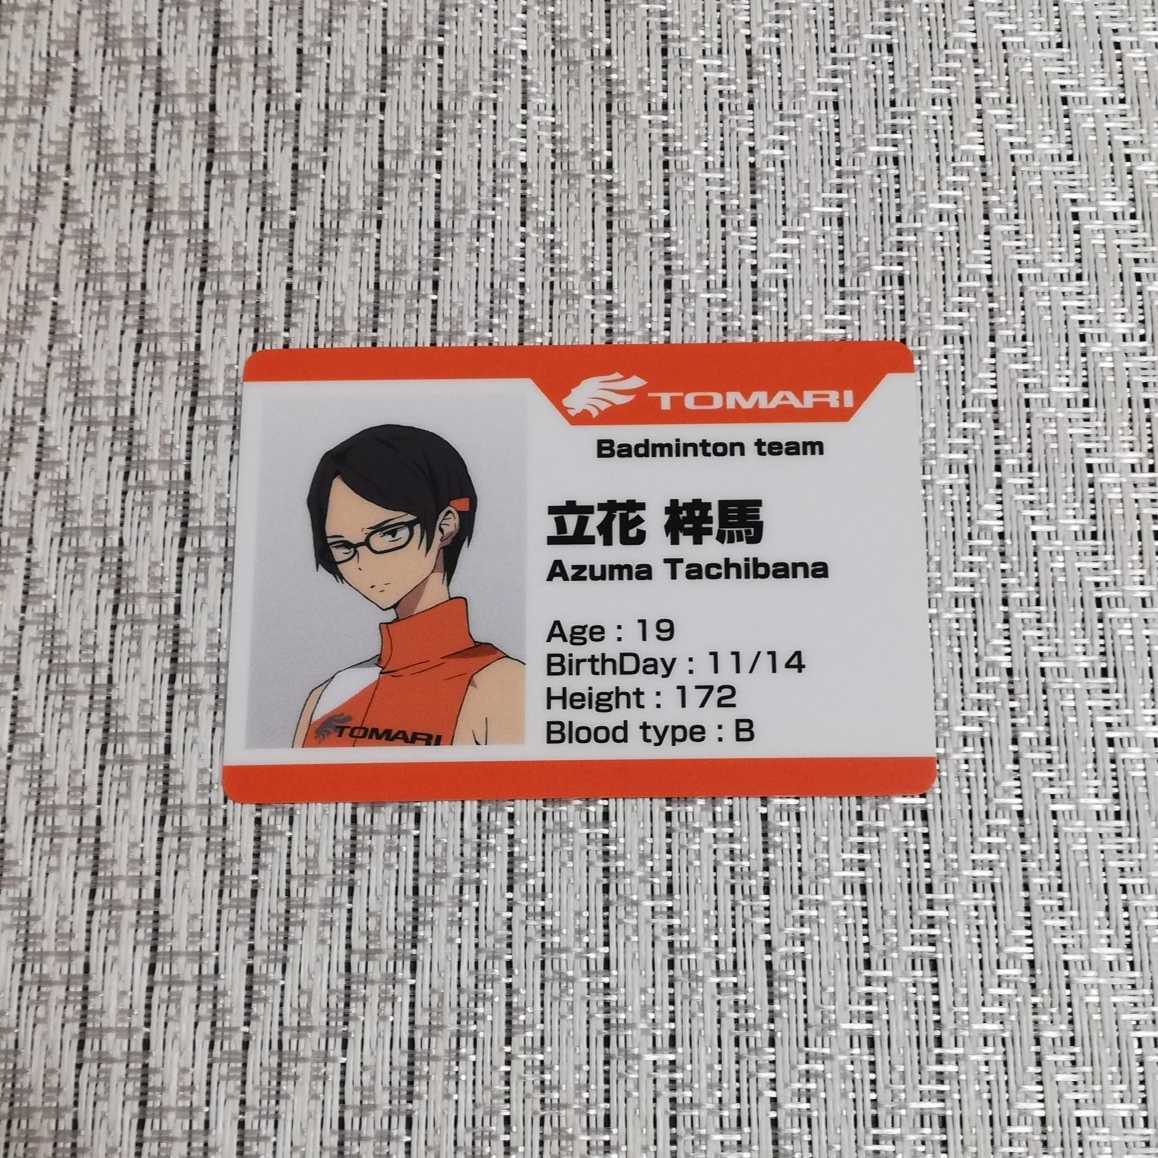 TOMARI
Badminton team
立花 梓馬
Azuma Tachibana
Age : 19
BirthDay : 11/14
Height : 172
Blood type : B
TOMARI